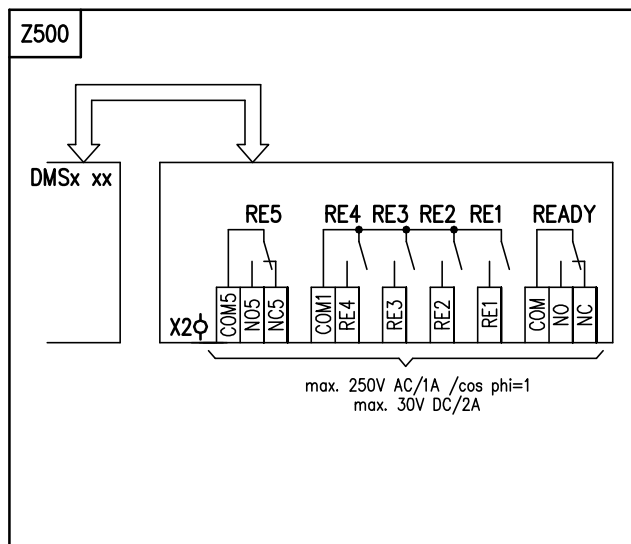 Z500
DMSx xx
RE5 RE4 RE3 RE2 RE1 READY
X2
COM5 NO5 NC5 COM1 RE4 RE3 RE2 RE1 COM NO NC
max. 250V AC/1A /cos phi=1
max. 30V DC/2A